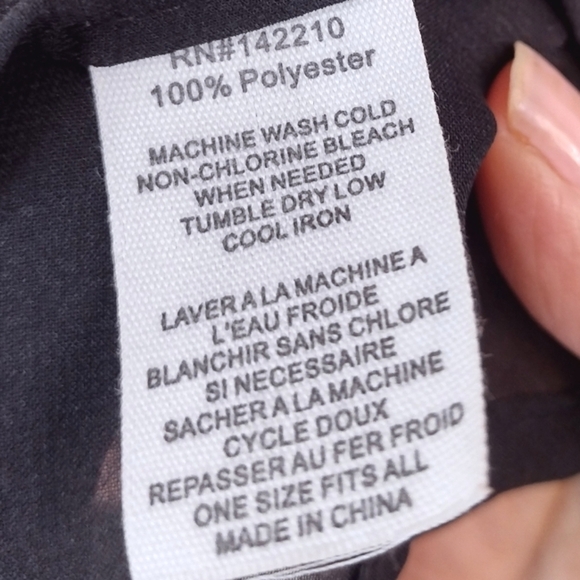 RN#142210
100% Polyester
MACHINE WASH COLD
NON-CHLORINE BLEACH
WHEN NEEDED
TUMBLE DRY LOW
COOL IRON
LAVER A LA MACHINE A
L'EAU FROIDE
BLANCHIR SANS CHLORE
SI NECESSAIRE
SACHER A LA MACHINE
CYCLE DOUX
REPASSER AU FER FROID
ONE SIZE FITS ALL
MADE IN CHINA